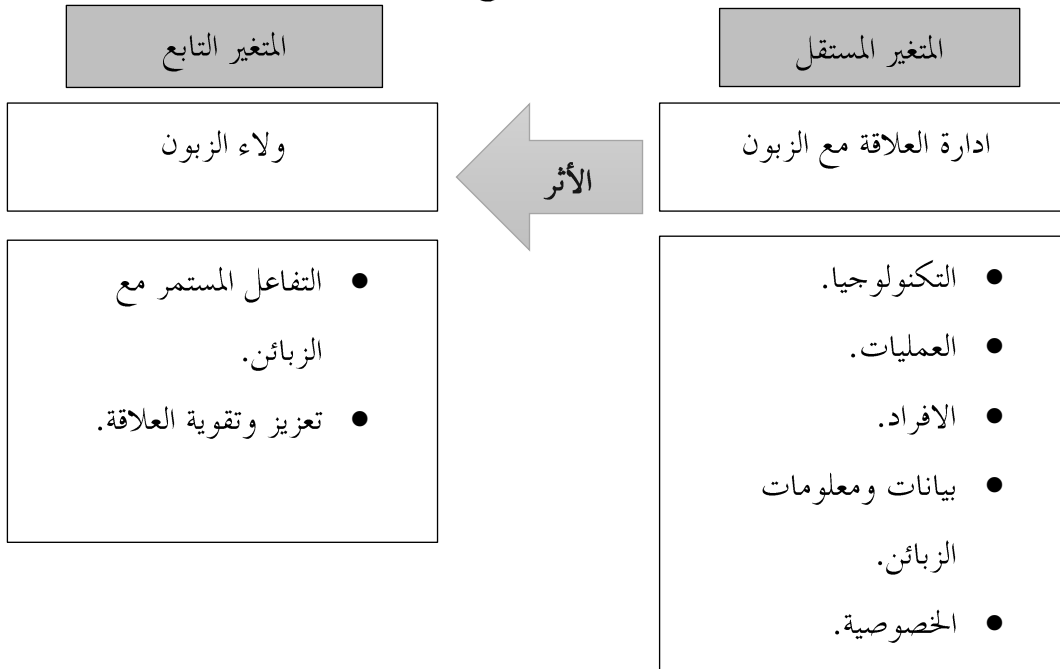 المتغير المستقل
المتغير التابع
ادارة العلاقة مع الزبون
الأثر
ولاء الزبون
● التكنولوجيا.
● العمليات.
● الافراد.
● بيانات ومعلومات
الزبائن.
● الخصوصية.
● التفاعل المستمر مع
الزبائن.
● تعزيز وتقوية العلاقة.